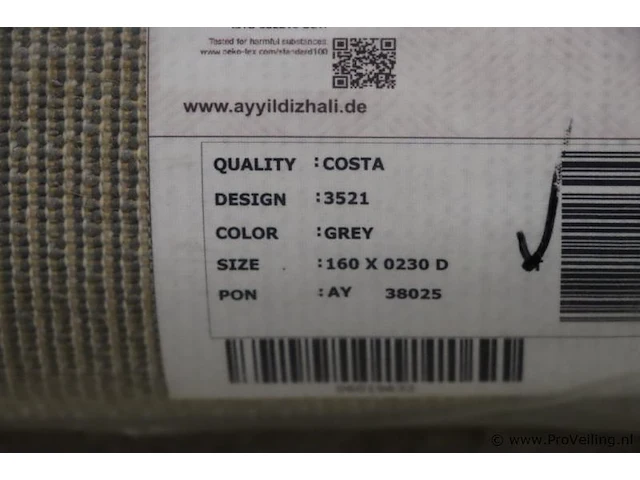 Tested for harmful substances.
www.oeko-tex.com/standard100
www.ayyildizhali.de
QUALITY : COSTA
DESIGN : 3521
COLOR : GREY
SIZE : 160 X 0230 D
PON : AY 38025
© www.ProVeiling.nl